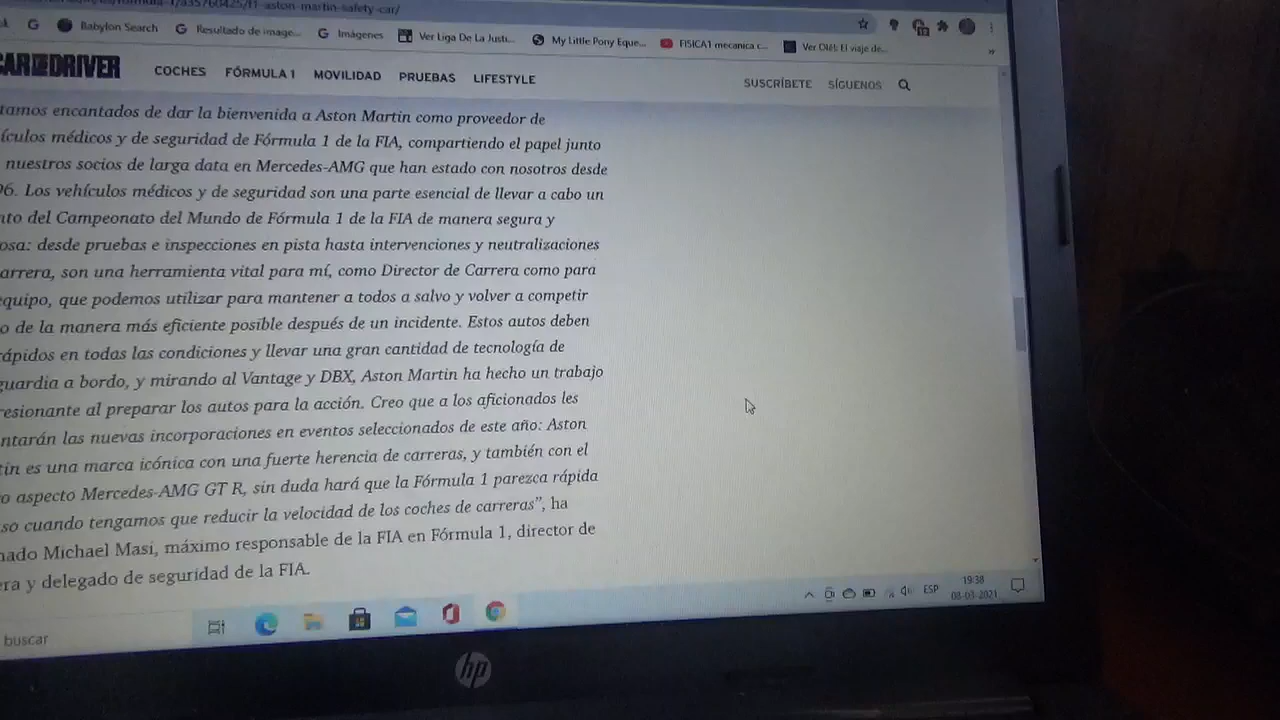 /f1-aston-martin-safety-car/
Babylon Search
Resultado de image...
Imágenes
Ver Liga De La Justi...
My Little Pony Eque...
FISICA1 mecanica c...
Ver Olé!: El viaje de...
CAR AND DRIVER
COCHES FÓRMULA 1 MOVILIDAD PRUEBAS LIFESTYLE SUSCRÍBETE SÍGUENOS
tamos encantados de dar la bienvenida a Aston Martin como proveedor de
ículos médicos y de seguridad de Fórmula 1 de la FIA, compartiendo el papel junto
nuestros socios de larga data en Mercedes-AMG que han estado con nosotros desde
96. Los vehículos médicos y de seguridad son una parte esencial de llevar a cabo un
nto del Campeonato del Mundo de Fórmula 1 de la FIA de manera segura y
osa: desde pruebas e inspecciones en pista hasta intervenciones y neutralizaciones
arrera, son una herramienta vital para mí, como Director de Carrera como para
equipo, que podemos utilizar para mantener a todos a salvo y volver a competir
o de la manera más eficiente posible después de un incidente. Estos autos deben
rápidos en todas las condiciones y llevar una gran cantidad de tecnología de
guardia a bordo, y mirando al Vantage y DBX, Aston Martin ha hecho un trabajo
resionante al preparar los autos para la acción. Creo que a los aficionados les
ntarán las nuevas incorporaciones en eventos seleccionados de este año: Aston
tin es una marca icónica con una fuerte herencia de carreras, y también con el
o aspecto Mercedes-AMG GT R, sin duda hará que la Fórmula 1 parezca rápida
so cuando tengamos que reducir la velocidad de los coches de carreras”, ha
nado Michael Masi, máximo responsable de la FIA en Fórmula 1, director de
era y delegado de seguridad de la FIA.
buscar
ESP
19:38
08-03-2021
hp